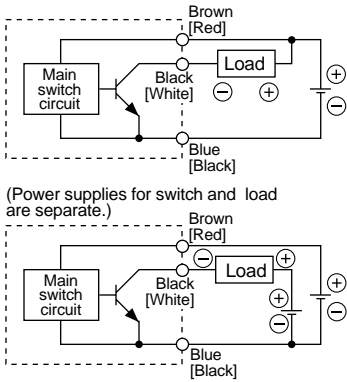 Brown
[Red]
Main
switch
circuit
Load
Black
[White]
Blue
[Black]
(Power supplies for switch and load
are separate.)
Brown
[Red]
Main
switch
circuit
Load
Black
[White]
Blue
[Black]